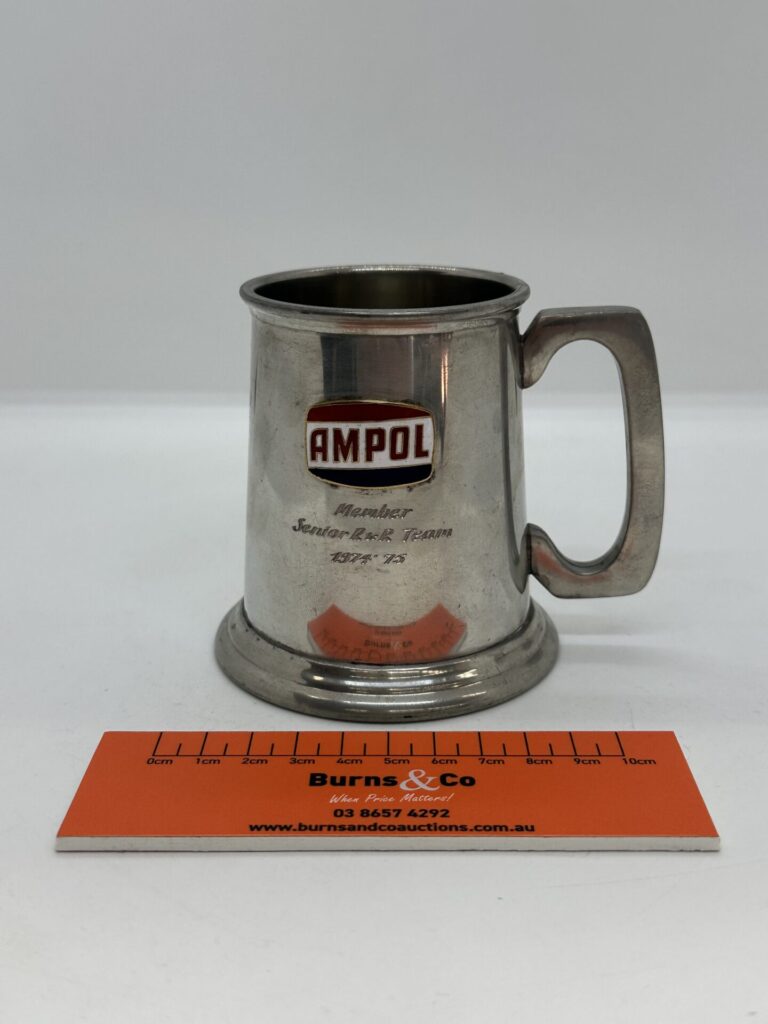 AMPOL
Member
Senior R&R Team
1974-75
0cm 1cm 2cm 3cm 4cm 5cm 6cm 7cm 8cm 9cm 10cm
Burns&Co
When Price Matters!
03 8657 4292
www.burnsandcoauctions.com.au